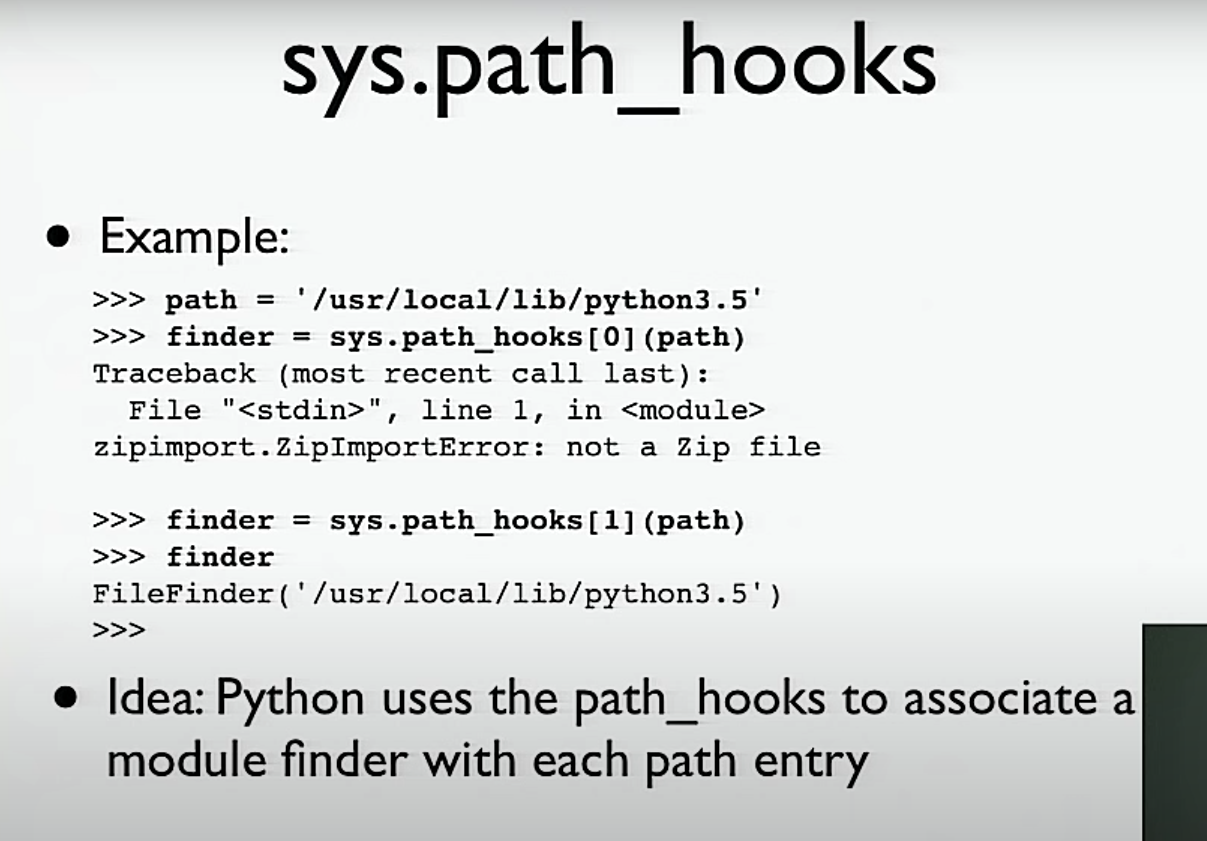 sys.path_hooks
• Example:
>>> path = '/usr/local/lib/python3.5'
>>> finder = sys.path_hooks[0](path)
Traceback (most recent call last):
  File "<stdin>", line 1, in <module>
zipimport.ZipImportError: not a Zip file
>>> finder = sys.path_hooks[1](path)
>>> finder
FileFinder('/usr/local/lib/python3.5')
>>>
• Idea: Python uses the path_hooks to associate a
module finder with each path entry